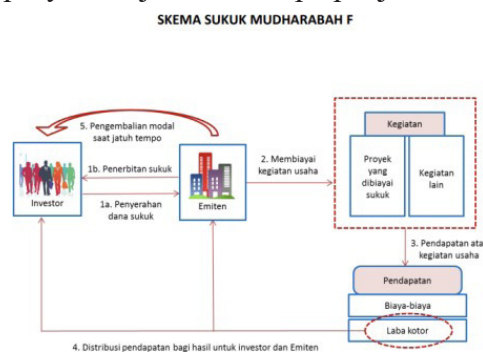 SKEMA SUKUK MUDHARABAH F
5. Pengembalian modal
saat jatuh tempo
1b. Penerbitan sukuk
1a. Penyerahan
dana sukuk
Investor
Emiten
2. Membiayai
kegiatan usaha
Kegiatan
Proyek
yang
dibiayai
sukuk
Kegiatan
lain
3. Pendapatan ata
kegiatan usaha
Pendapatan
Biaya-biaya
Laba kotor
4. Distribusi pendapatan bagi hasil untuk investor dan Emiten